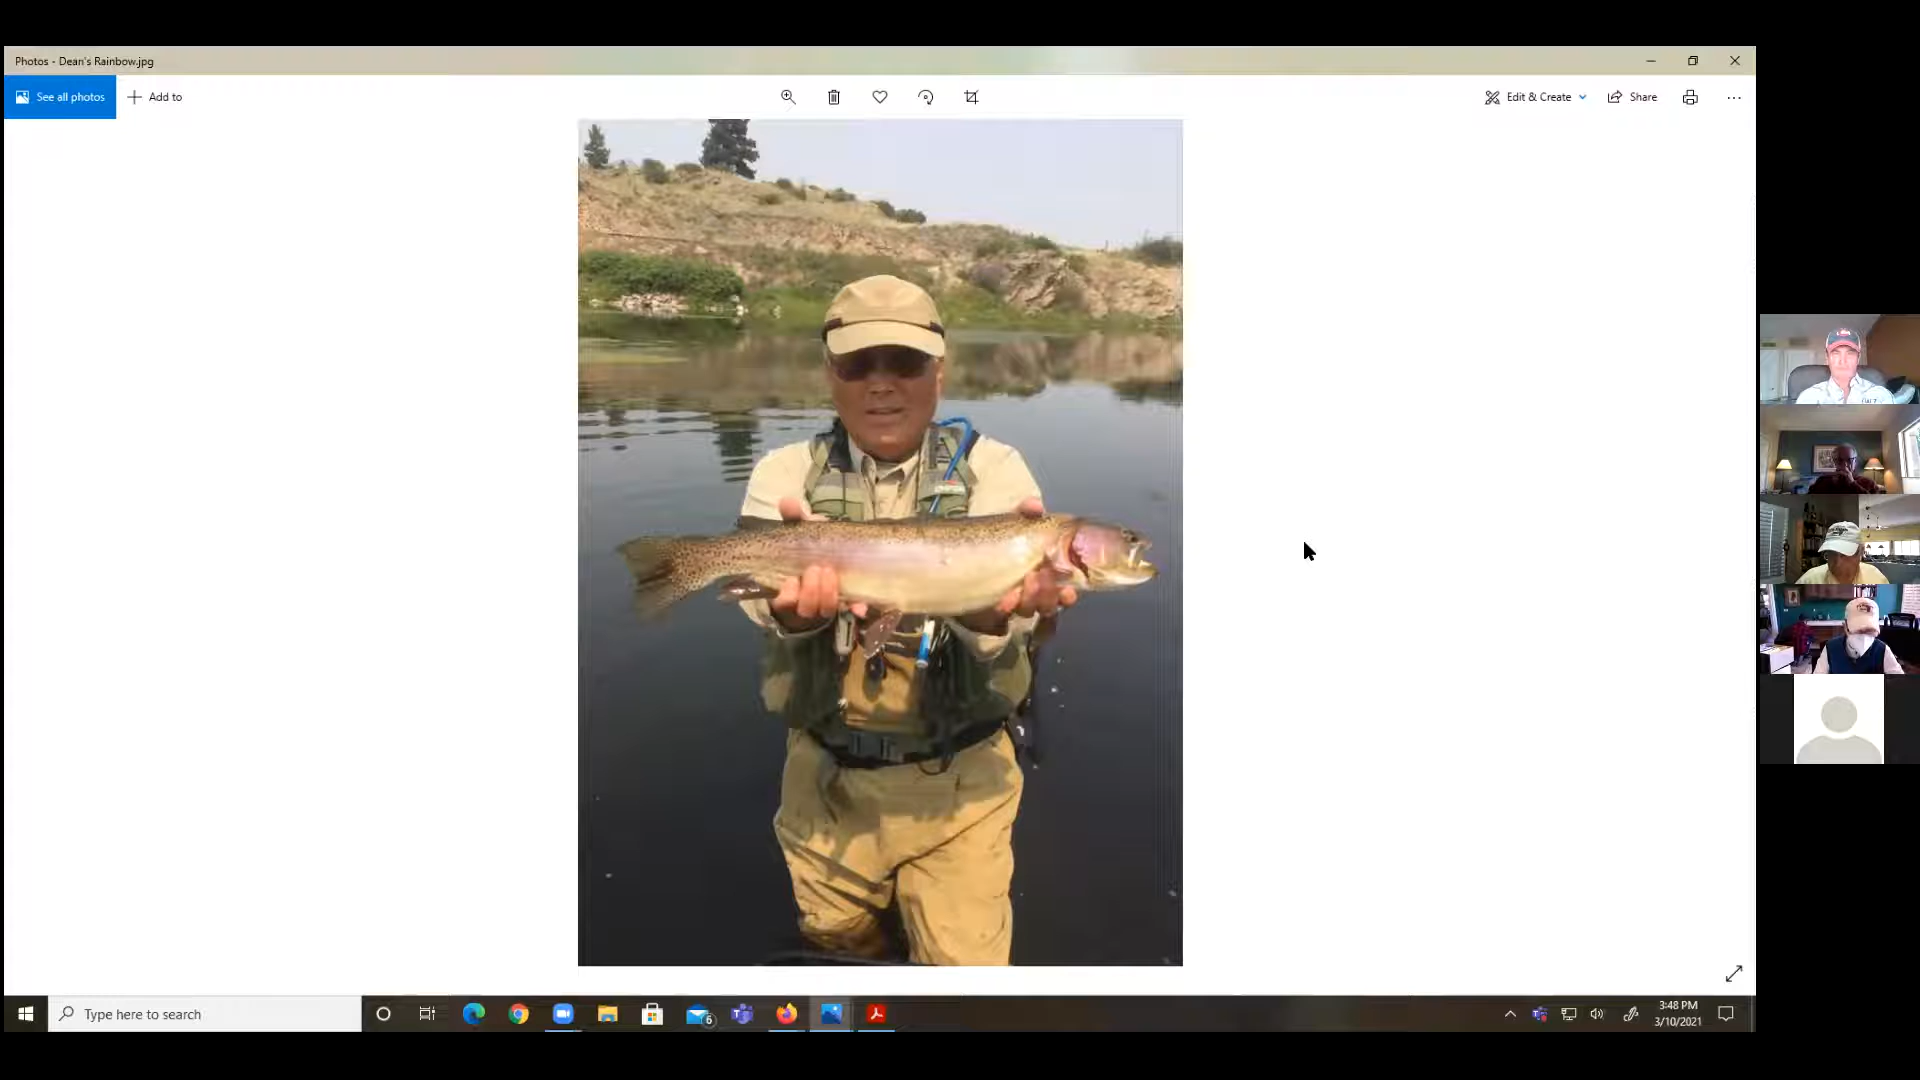 Photos - Dean's Rainbow.jpg
See all photos
Add to
Edit & Create
Share
Type here to search
6
3:48 PM
3/10/2021